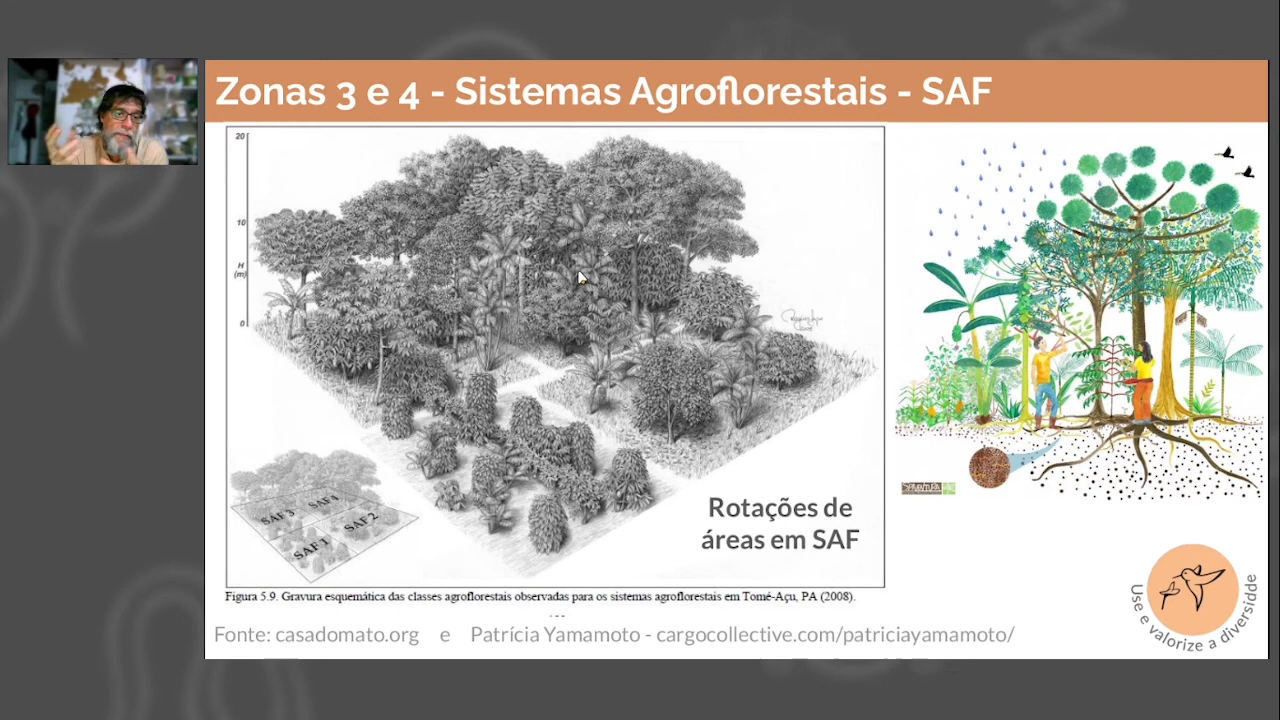 Zonas 3 e 4 - Sistemas Agroflorestais - SAF
20
10
H
(m)
0
SAF 3
SAF 4
SAF 2
SAF 1
Rotações de
áreas em SAF
Figura 5.9. Gravura esquemática das classes agroflorestais observadas para os sistemas agroflorestais em Tomé-Açu, PA (2008).
Fonte: casadomato.org e Patrícia Yamamoto - cargocollective.com/patriciayamamoto/
Use e valorize a diversidde